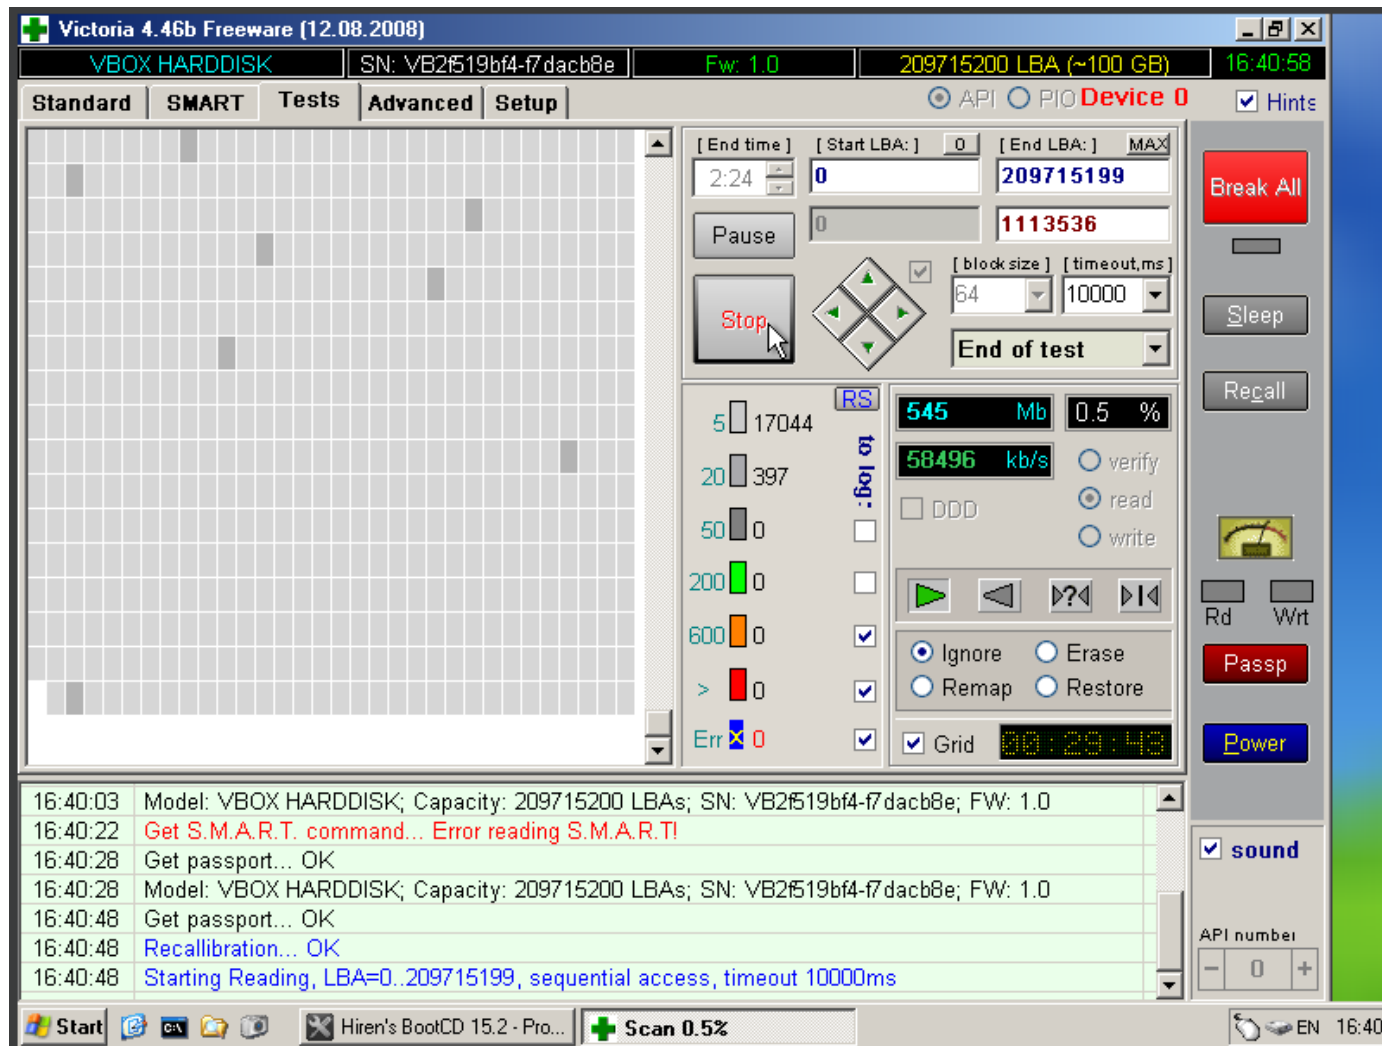 Victoria 4.46b Freeware (12.08.2008)
VBOX HARDDISK SN: VB2f519bf4-f7dacb8e Fw: 1.0 209715200 LBA (~100 GB) 16:40:58
Standard SMART Tests Advanced Setup API PIO Device 0 Hints
[ End time ] [ Start LBA: ] 0 [ End LBA: ] MAX
2:24 0 209715199
Pause 0 1113536
[ block size ] [ timeout,ms ]
64 10000
Stop
End of test
Break All
Sleep
Recall
RS
to log:
5 17044
20 397
50 0
200 0
600 0
> 0
Err x 0
545 Mb 0.5 %
58496 kb/s verify
DDD read
write
Ignore Erase
Remap Restore
Grid 00:29:48
Rd Wrt
Passp
Power
16:40:03 Model: VBOX HARDDISK; Capacity: 209715200 LBAs; SN: VB2f519bf4-f7dacb8e; FW: 1.0
16:40:22 Get S.M.A.R.T. command... Error reading S.M.A.R.T!
16:40:28 Get passport... OK
16:40:28 Model: VBOX HARDDISK; Capacity: 209715200 LBAs; SN: VB2f519bf4-f7dacb8e; FW: 1.0
16:40:48 Get passport... OK
16:40:48 Recallibration... OK
16:40:48 Starting Reading, LBA=0..209715199, sequential access, timeout 10000ms
sound
API number
- 0 +
Start Hiren's BootCD 15.2 - Pro... Scan 0.5% EN 16:40